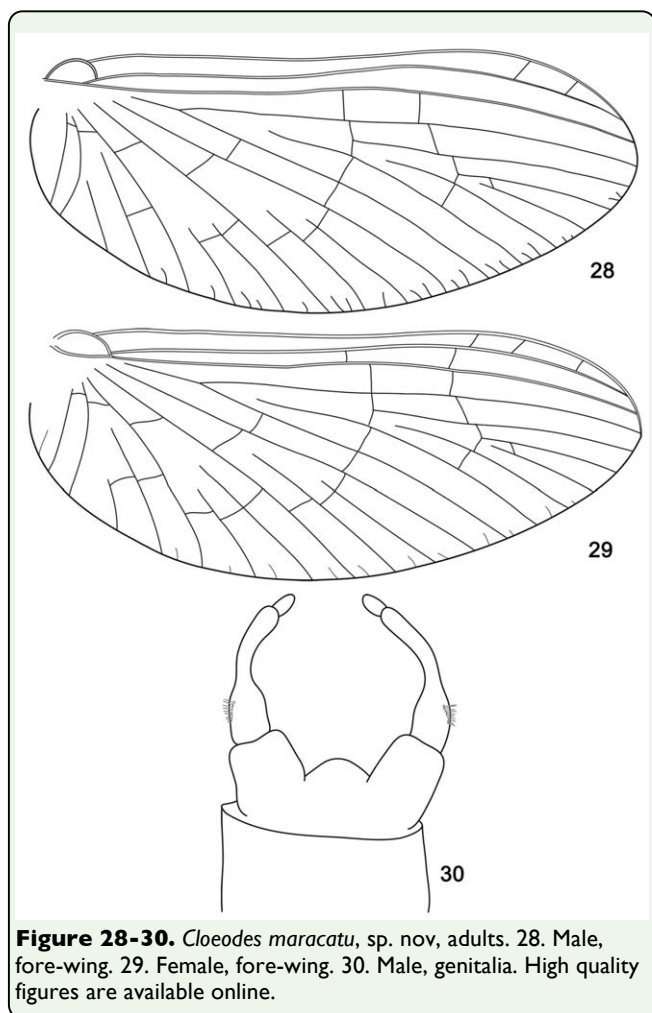 28
29
30
Figure 28-30. Cloeodes maracatu, sp. nov, adults. 28. Male,
fore-wing. 29. Female, fore-wing. 30. Male, genitalia. High quality
figures are available online.